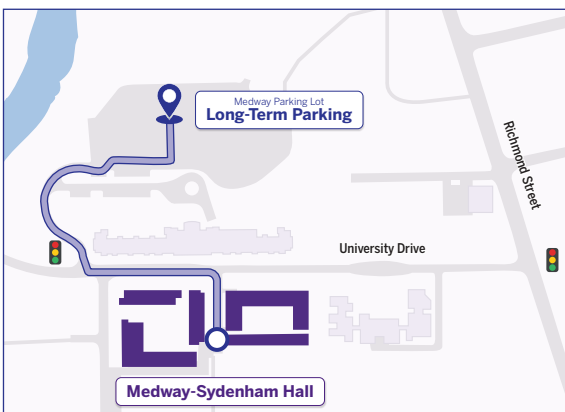 Medway Parking Lot
Long-Term Parking
Richmond Street
University Drive
Medway-Sydenham Hall